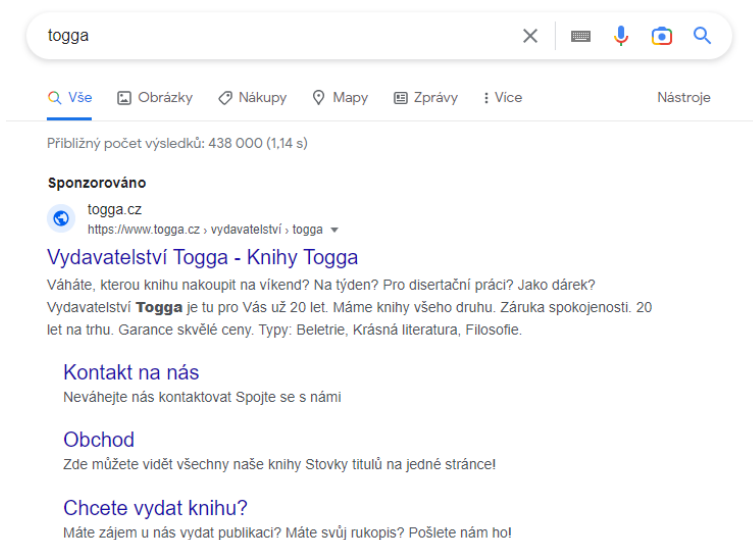 togga
Vše Obrázky Nákupy Mapy Zprávy Více Nástroje
Přibližný počet výsledků: 438 000 (1,14 s)
Sponzorováno
togga.cz
https://www.togga.cz › vydavatelství › togga
Vydavatelství Togga - Knihy Togga
Váháte, kterou knihu nakoupit na víkend? Na týden? Pro disertační práci? Jako dárek?
Vydavatelství Togga je tu pro Vás už 20 let. Máme knihy všeho druhu. Záruka spokojenosti. 20
let na trhu. Garance skvělé ceny. Typy: Beletrie, Krásná literatura, Filosofie.
Kontakt na nás
Neváhejte nás kontaktovat Spojte se s námi
Obchod
Zde můžete vidět všechny naše knihy Stovky titulů na jedné stránce!
Chcete vydat knihu?
Máte zájem u nás vydat publikaci? Máte svůj rukopis? Pošlete nám ho!